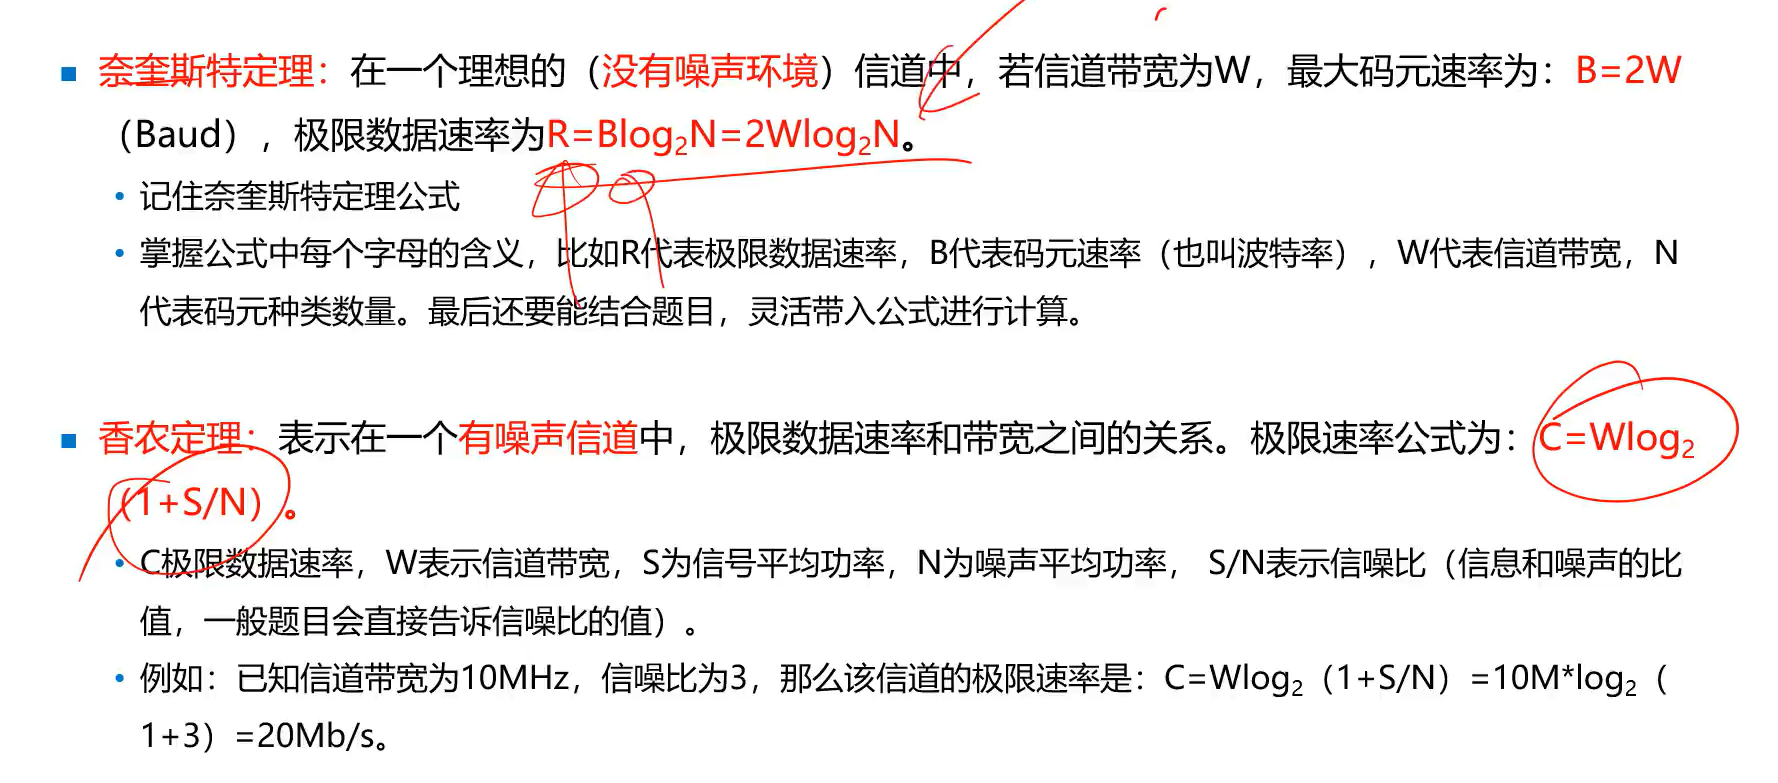 奈奎斯特定理：在一个理想的（没有噪声环境）信道中，若信道带宽为W，最大码元速率为：B=2W
（Baud），极限数据速率为R=Blog₂N=2Wlog₂N。
• 记住奈奎斯特定理公式
• 掌握公式中每个字母的含义，比如R代表极限数据速率，B代表码元速率（也叫波特率），W代表信道带宽，N
代表码元种类数量。最后还要能结合题目，灵活带入公式进行计算。
香农定理：表示在一个有噪声信道中，极限数据速率和带宽之间的关系。极限速率公式为：C=Wlog₂
（1+S/N）。
• C极限数据速率，W表示信道带宽，S为信号平均功率，N为噪声平均功率， S/N表示信噪比（信息和噪声的比
值，一般题目会直接告诉信噪比的值）。
• 例如：已知信道带宽为10MHz，信噪比为3，那么该信道的极限速率是：C=Wlog₂（1+S/N）=10M*log₂（
1+3）=20Mb/s。